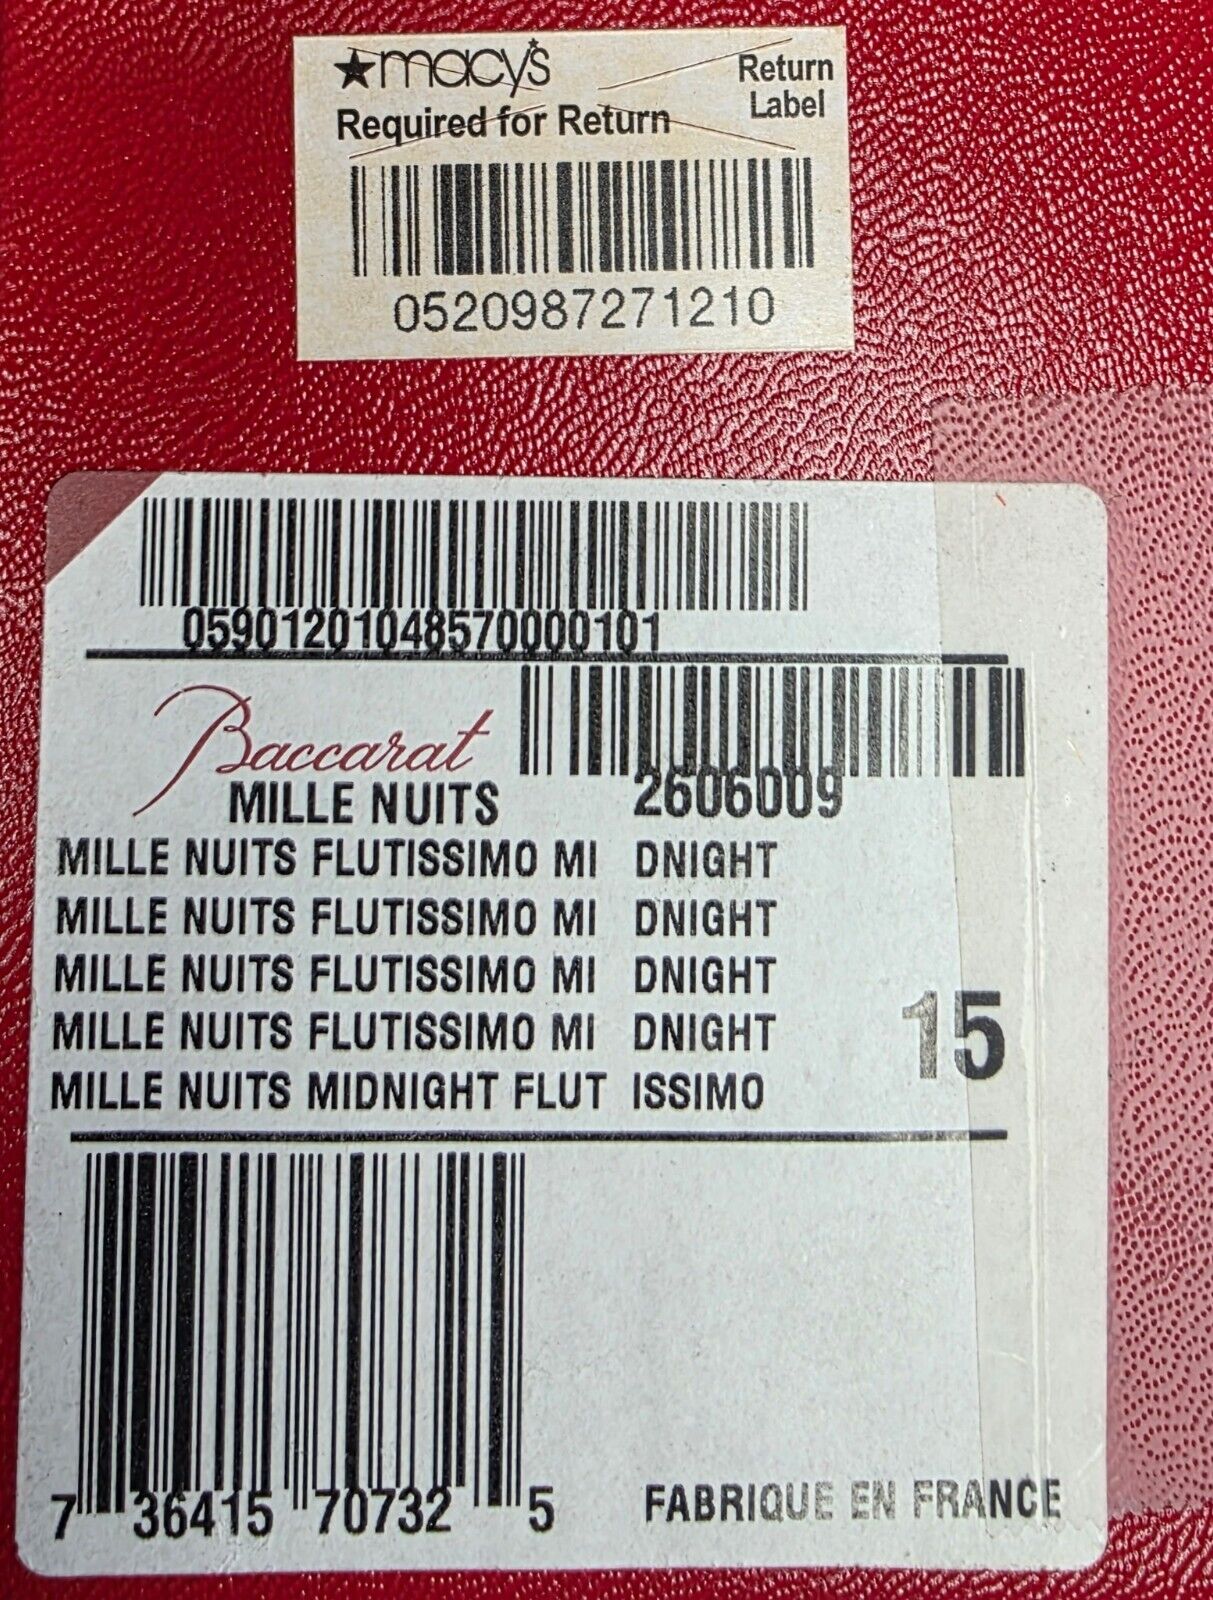 macy's
Return
Label
Required for Return
0520987271210
05901201048570000101
Baccarat
MILLE NUITS
2606009
MILLE NUITS FLUTISSIMO MI DNIGHT
MILLE NUITS FLUTISSIMO MI DNIGHT
MILLE NUITS FLUTISSIMO MI DNIGHT
MILLE NUITS FLUTISSIMO MI DNIGHT
MILLE NUITS MIDNIGHT FLUT ISSIMO
15
7 36415 70732 5
FABRIQUE EN FRANCE